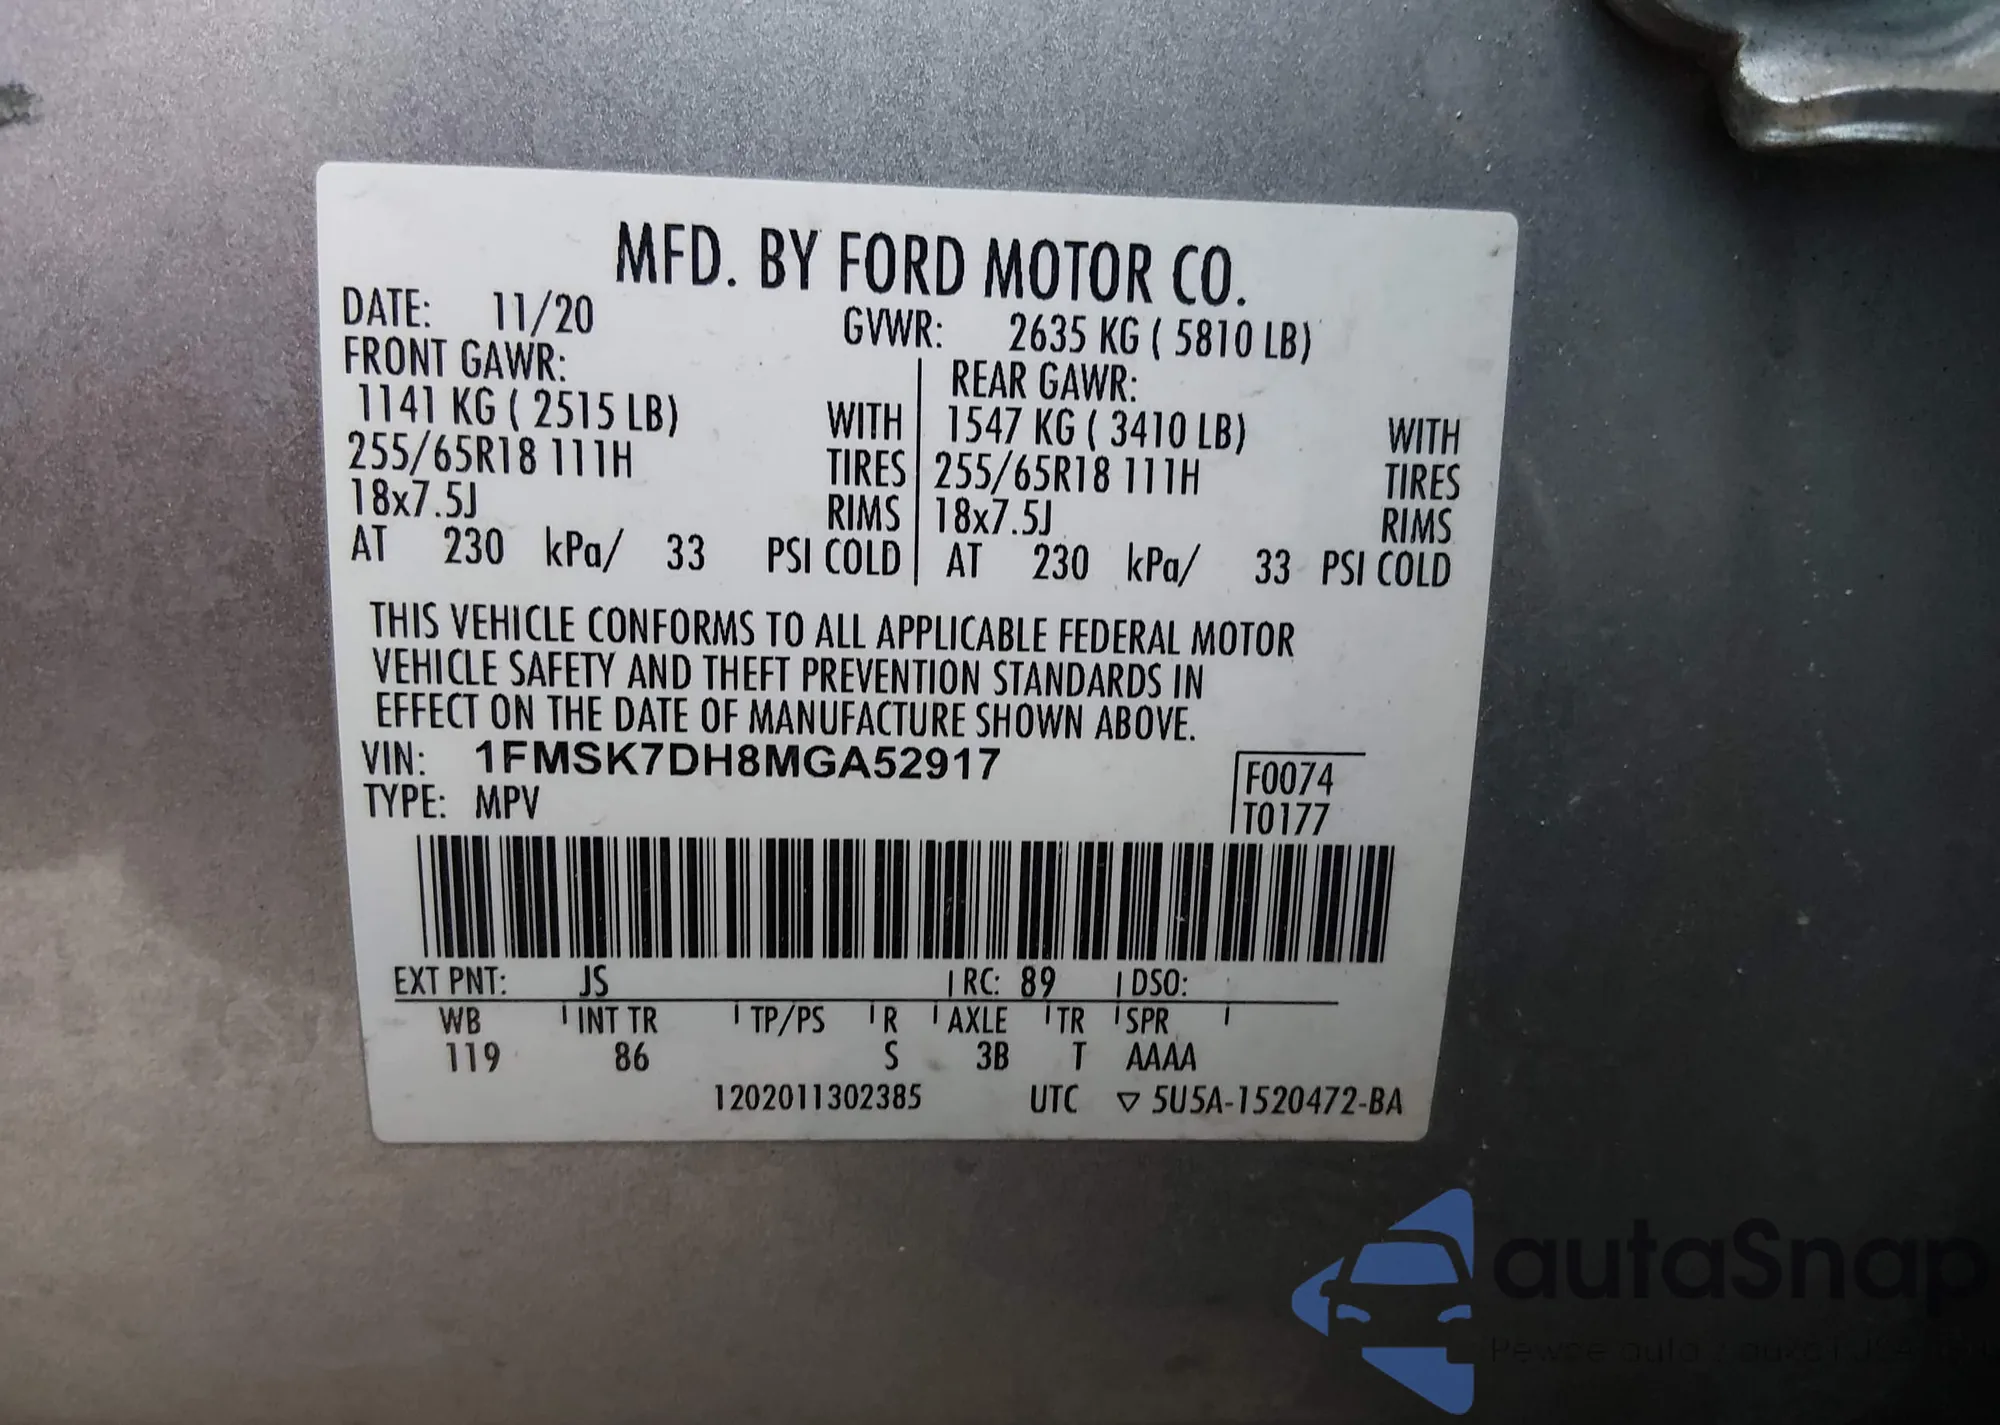 MFD. BY FORD MOTOR CO.
DATE: 11/20 GVWR: 2635 KG ( 5810 LB)
FRONT GAWR: REAR GAWR:
1141 KG ( 2515 LB) WITH 1547 KG ( 3410 LB) WITH
255/65R18 111H TIRES 255/65R18 111H TIRES
18x7.5J RIMS 18x7.5J RIMS
AT 230 kPa/ 33 PSI COLD AT 230 kPa/ 33 PSI COLD
THIS VEHICLE CONFORMS TO ALL APPLICABLE FEDERAL MOTOR
VEHICLE SAFETY AND THEFT PREVENTION STANDARDS IN
EFFECT ON THE DATE OF MANUFACTURE SHOWN ABOVE.
VIN: 1FMSK7DH8MGA52917
TYPE: MPV
F0074
T0177
EXT PNT: JS RC: 89 DSO:
WB INT TR TP/PS R AXLE TR SPR
119 86 S 3B T AAAA
1202011302385 UTC ▽ 5U5A-1520472-BA
autaSnap
Pewne auto z